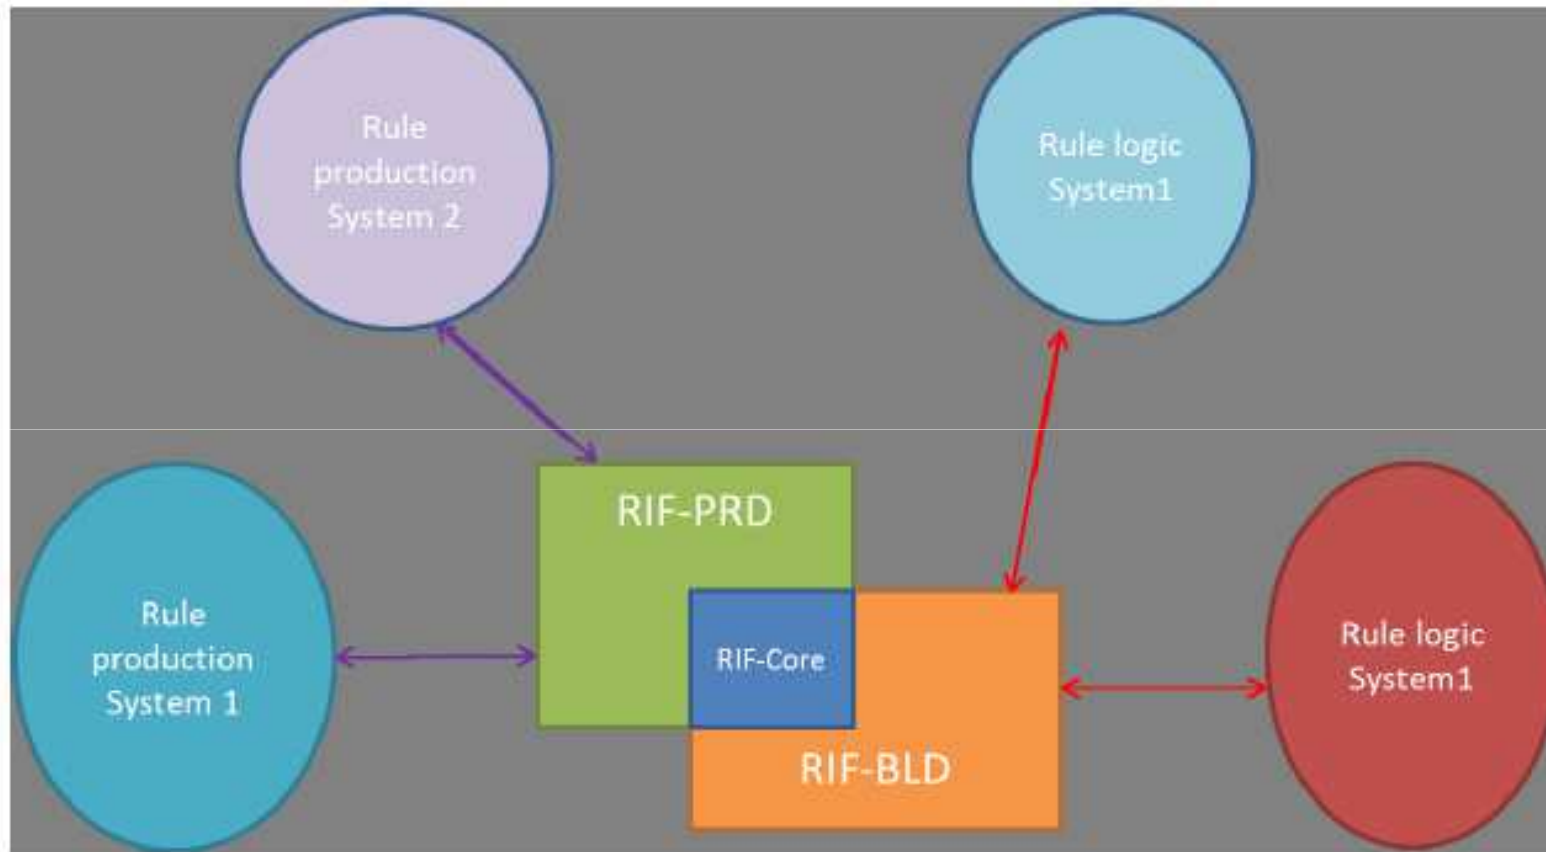 Rule
production
System 2
Rule logic
System1
RIF-PRD
Rule
production
System 1
RIF-Core
Rule logic
System1
RIF-BLD